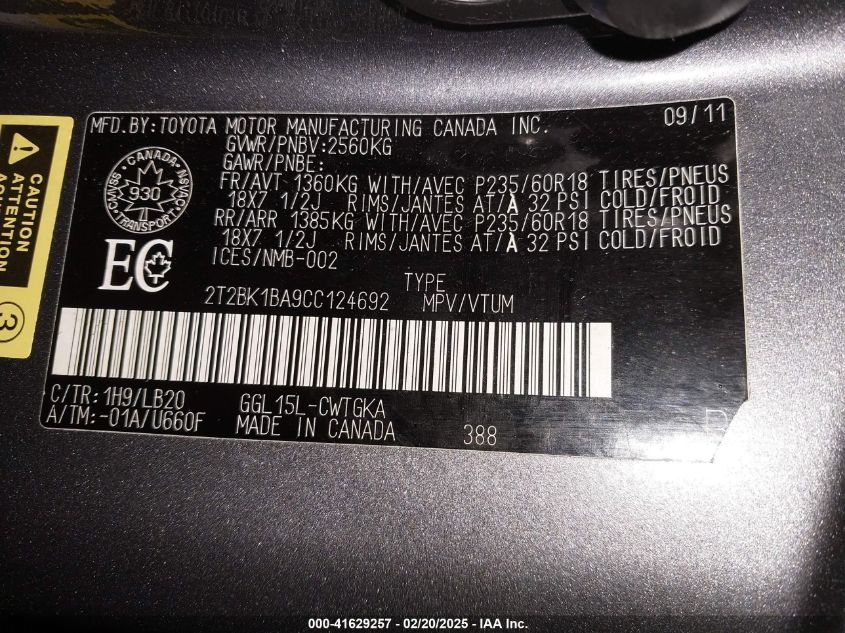 MFD.BY:TOYOTA MOTOR MANUFACTURING CANADA INC. 09/11
GVWR/PNBV:2560KG
GAWR/PNBE:
FR/AVT 1360KG WITH/AVEC P235/60R18 TIRES/PNEUS
18X7 1/2J RIMS/JANTES AT/À 32 PSI COLD/FROID
RR/ARR 1385KG WITH/AVEC P235/60R18 TIRES/PNEUS
18X7 1/2J RIMS/JANTES AT/À 32 PSI COLD/FROID
ICES/NMB-002
CANADA
930
TRANSPORT
EC
TYPE
2T2BK1BA9CC124692 MPV/VTUM
C/TR: 1H9/LB20 GGL15L-CWTGKA
A/TM:-01A/U660F MADE IN CANADA 388
CAUTION
ATTENTION
3
000-41629257 - 02/20/2025 - IAA Inc.